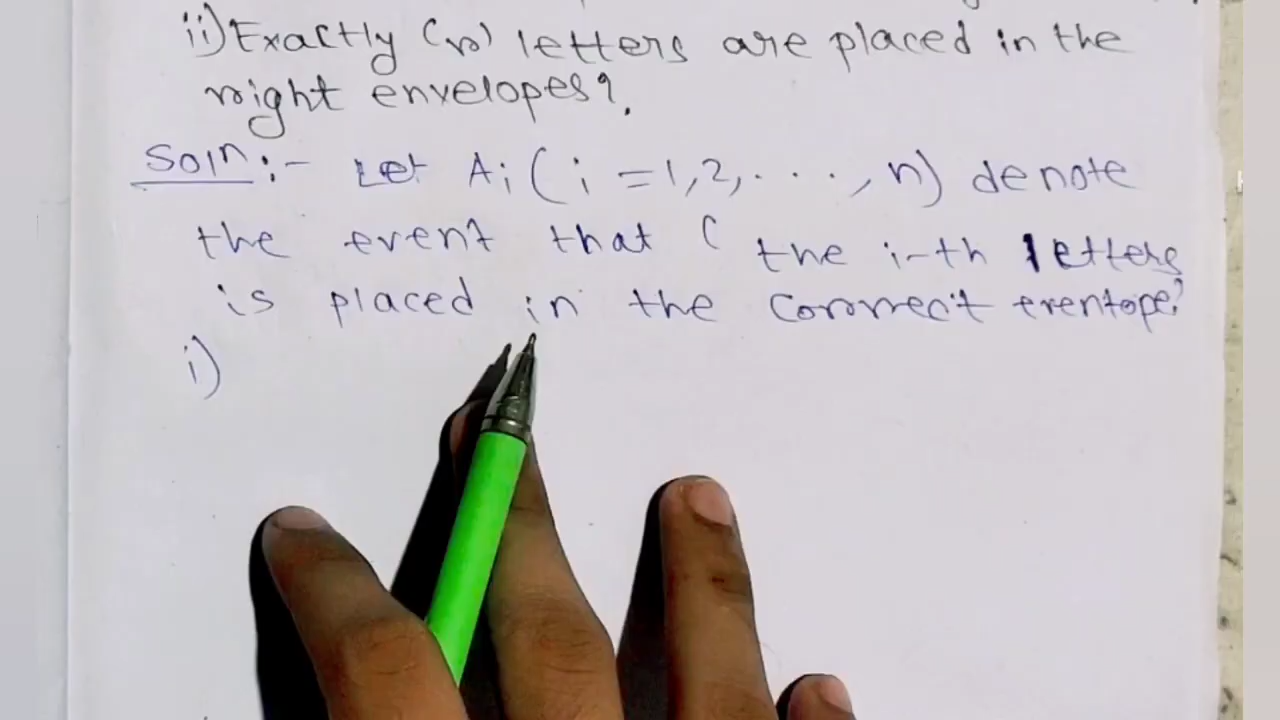 ii) Exactly (r) letters are placed in the
right envelopes?
Soln :- Let Ai (i = 1,2, . . . , n) denote
the event that ( the i-th letters
is placed in the correct
i)